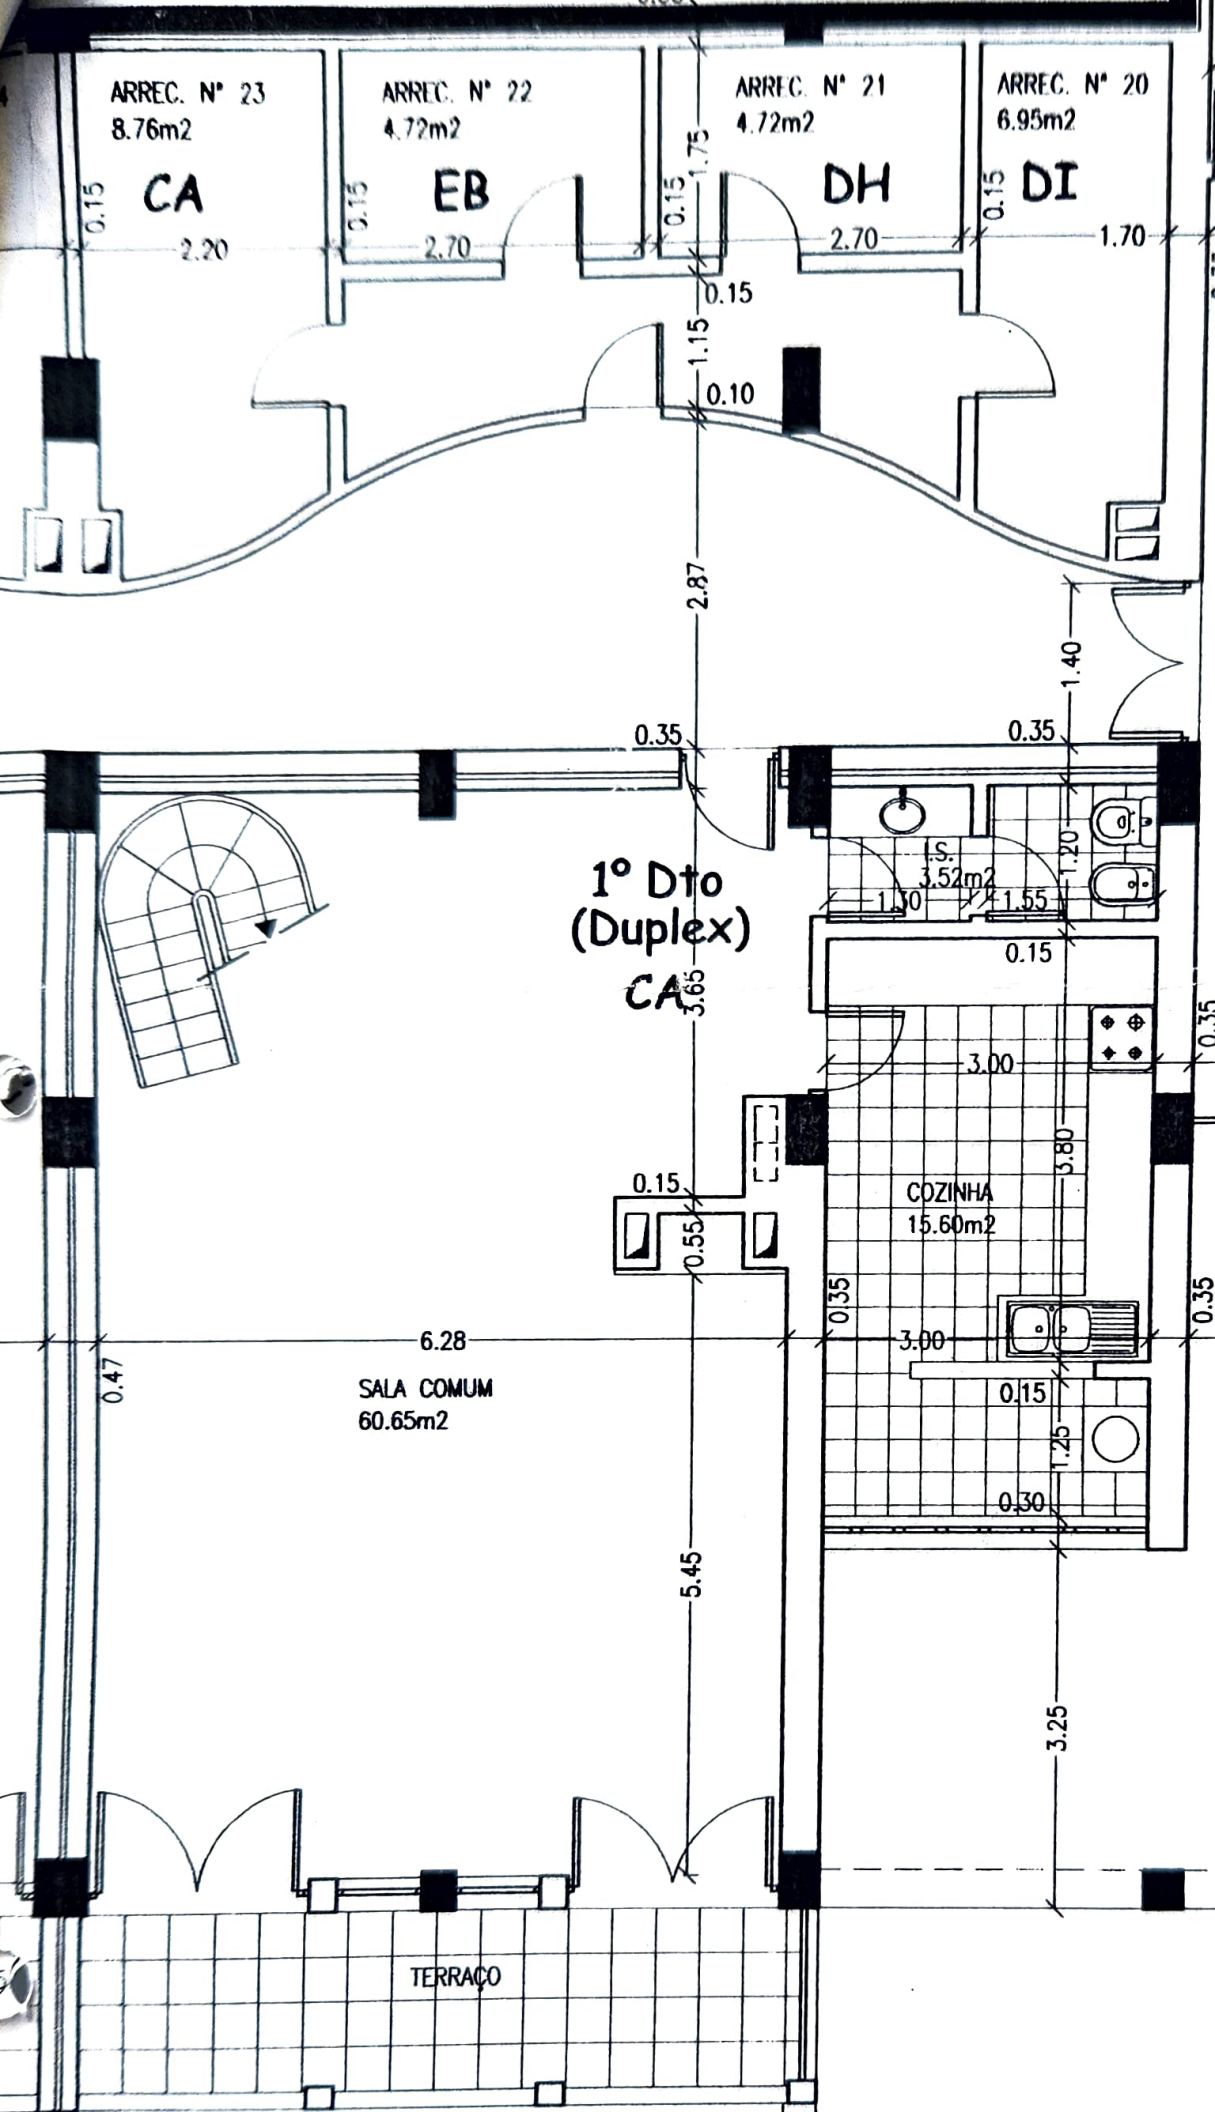 ARREC. Nº 23
8.76m2
CA
ARREC. Nº 22
4.72m2
EB
ARREC. Nº 21
4.72m2
DH
ARREC. Nº 20
6.95m2
DI
0.15
0.15
0.15
1.75
0.15
2.20
2.70
2.70
1.70
0.15
1.15
0.10
2.87
1.40
0.35
0.35
1.20
I.S.
3.52m2
1.30
1.55
1º Dto
(Duplex)
CA
3.65
0.15
0.35
3.00
3.80
0.15
0.55
COZINHA
15.60m2
0.35
0.35
6.28
3.00
0.47
SALA COMUM
60.65m2
0.15
1.25
0.30
5.45
3.25
TERRAÇO